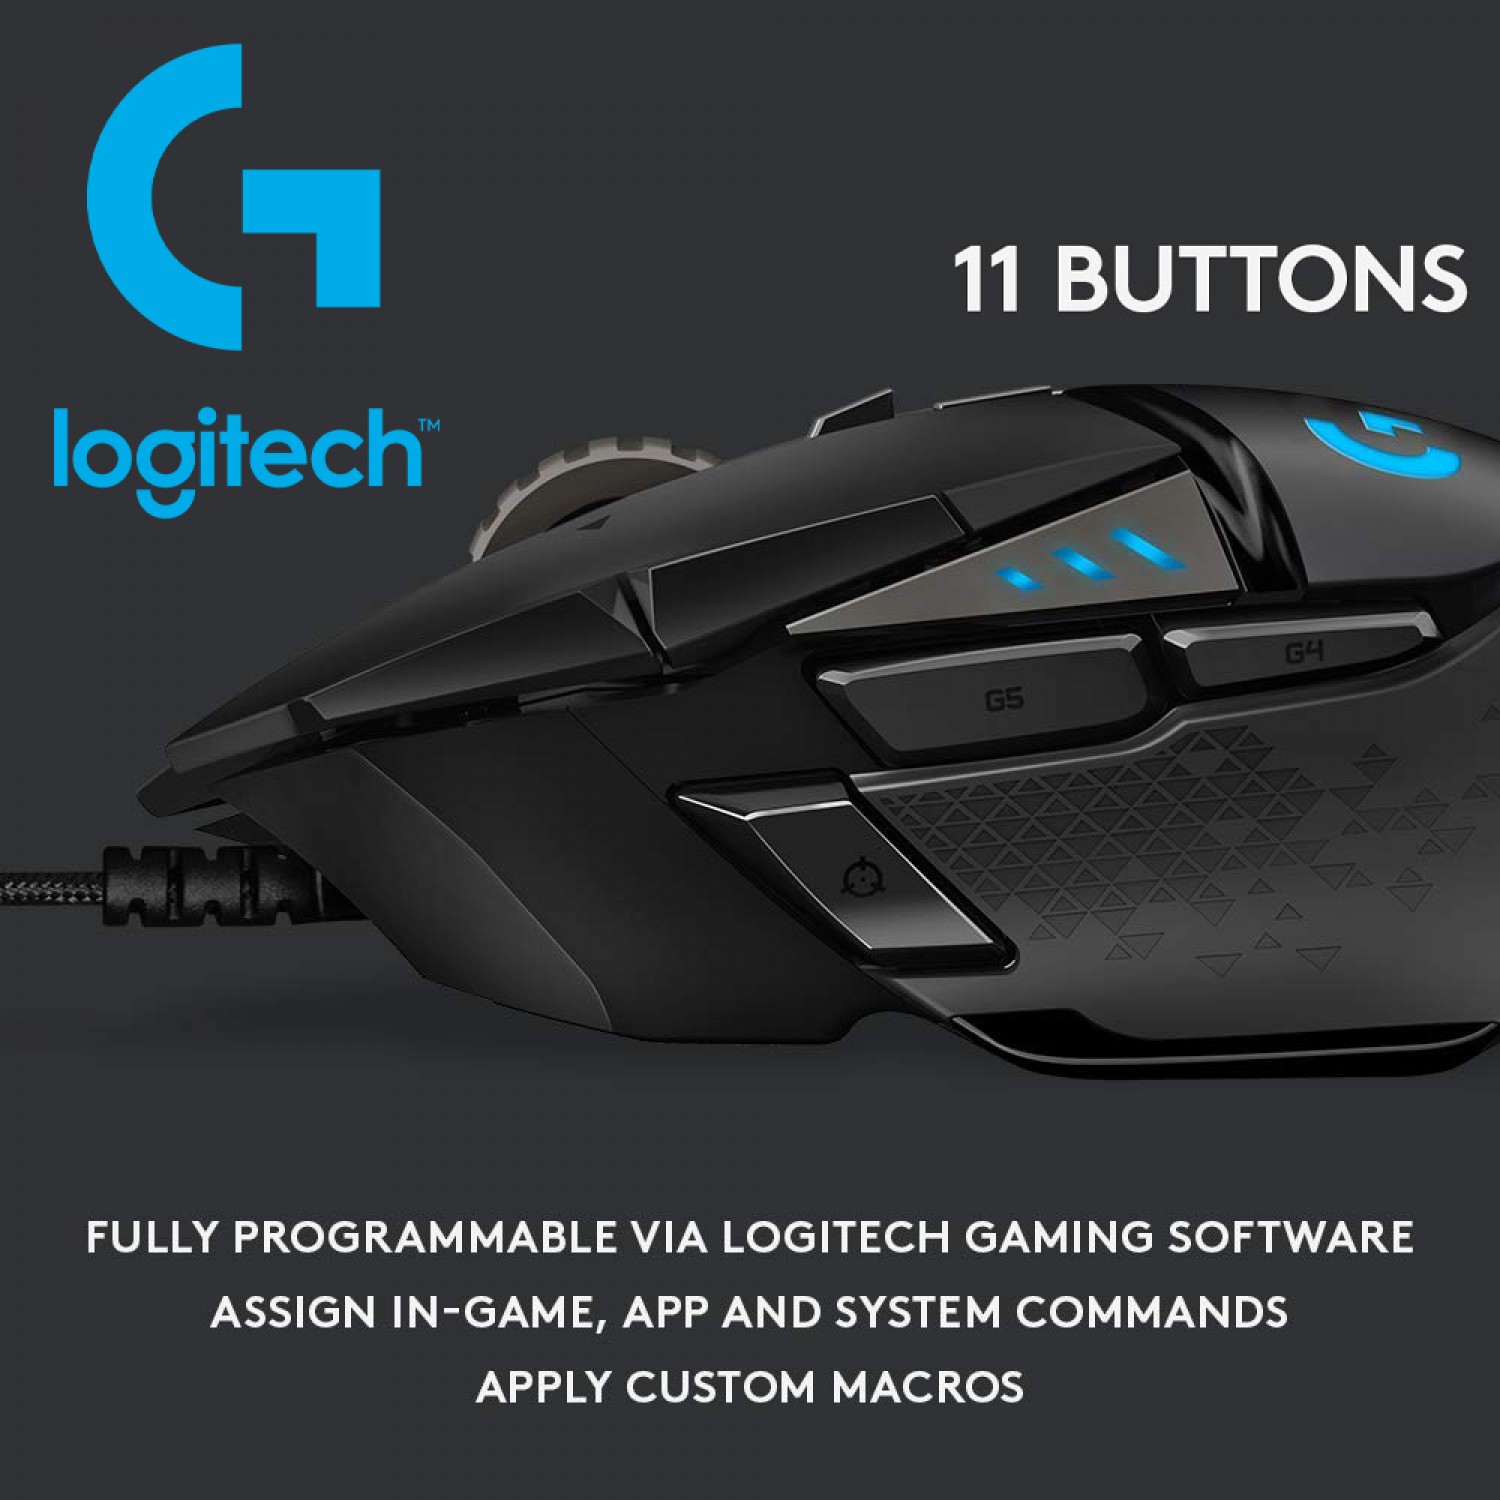 G
logitech™
11 BUTTONS
G
G4
G5
FULLY PROGRAMMABLE VIA LOGITECH GAMING SOFTWARE
ASSIGN IN-GAME, APP AND SYSTEM COMMANDS
APPLY CUSTOM MACROS